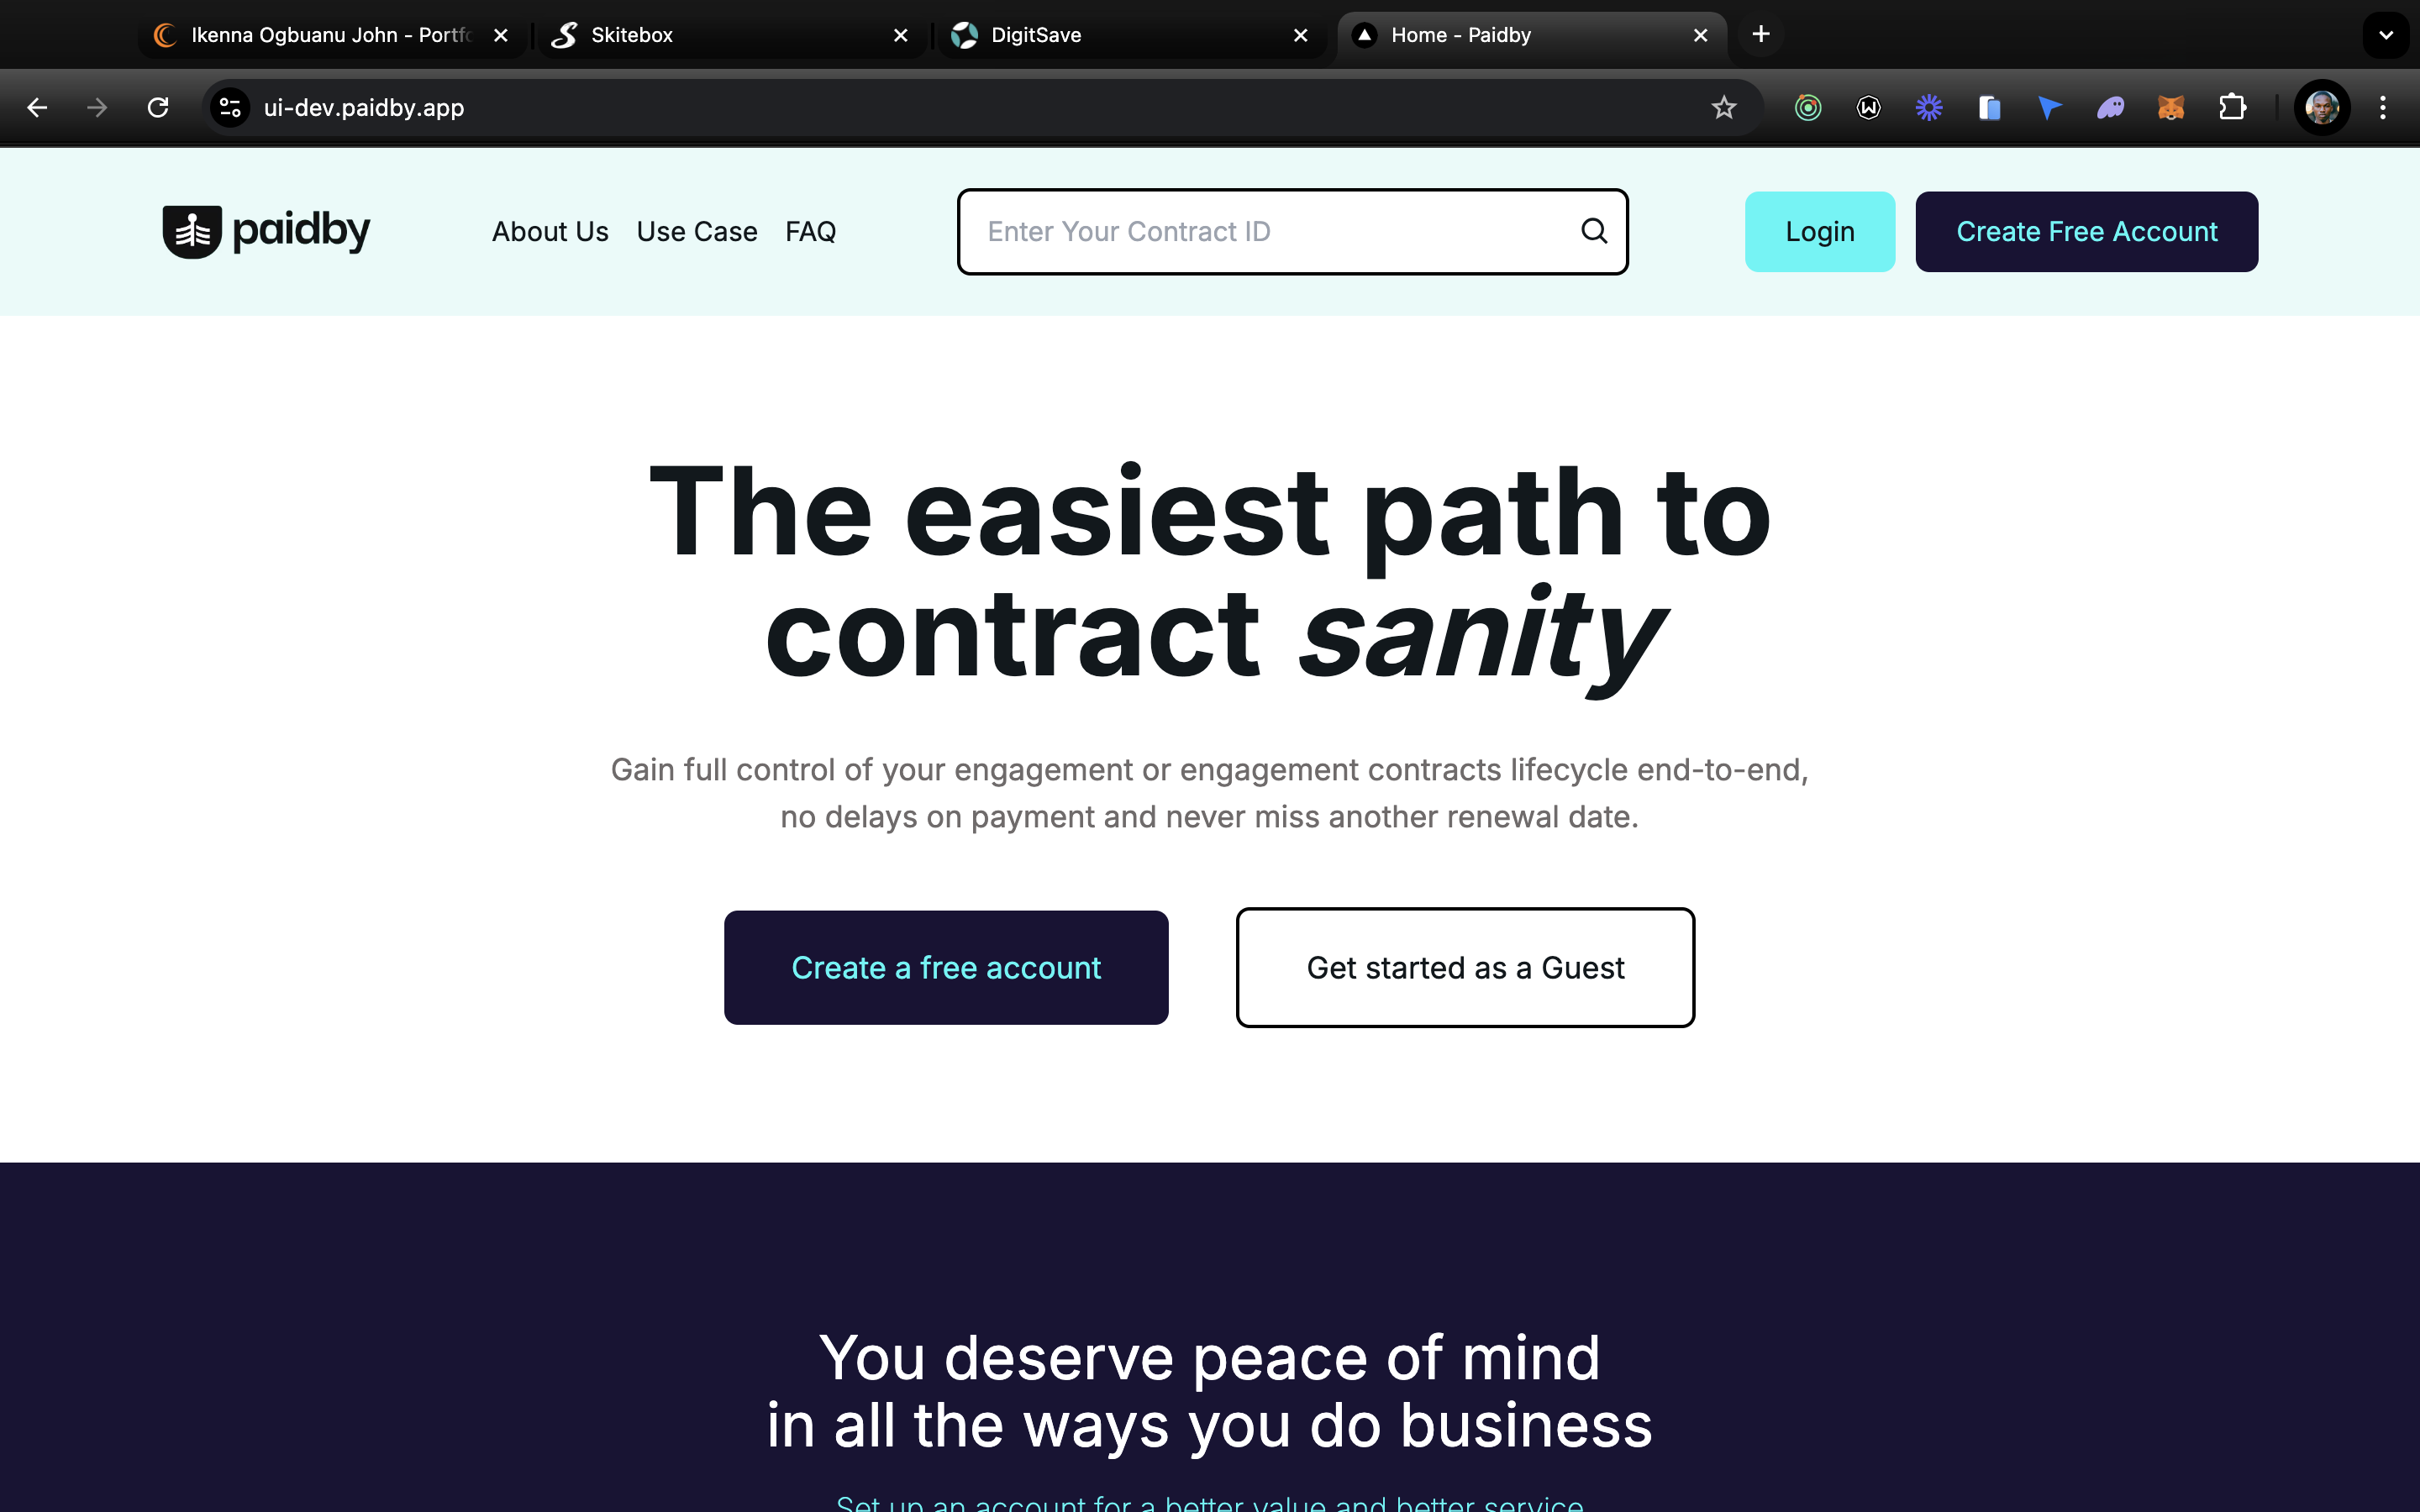 Ikenna Ogbuanu John - Portfo
Skitebox
DigitSave
Home - Paidby
ui-dev.paidby.app
paidby
About Us
Use Case
FAQ
Enter Your Contract ID
Login
Create Free Account
The easiest path to
contract sanity
Gain full control of your engagement or engagement contracts lifecycle end-to-end,
no delays on payment and never miss another renewal date.
Create a free account
Get started as a Guest
You deserve peace of mind
in all the ways you do business
Set up an account for a better value and better service